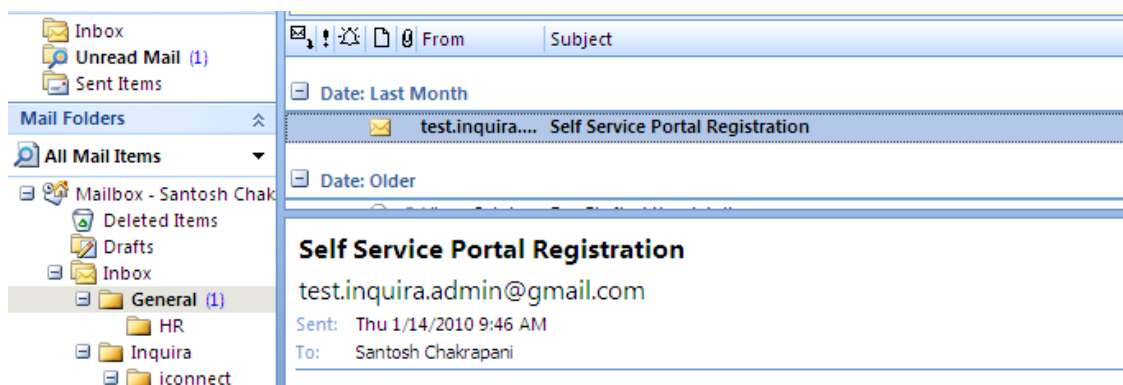 Inbox
Unread Mail (1)
Sent Items
Mail Folders
All Mail Items
Mailbox - Santosh Chak
Deleted Items
Drafts
Inbox
General (1)
HR
Inquira
iconnect
From Subject
Date: Last Month
test.inquira.... Self Service Portal Registration
Date: Older
Self Service Portal Registration
test.inquira.admin@gmail.com
Sent: Thu 1/14/2010 9:46 AM
To: Santosh Chakrapani